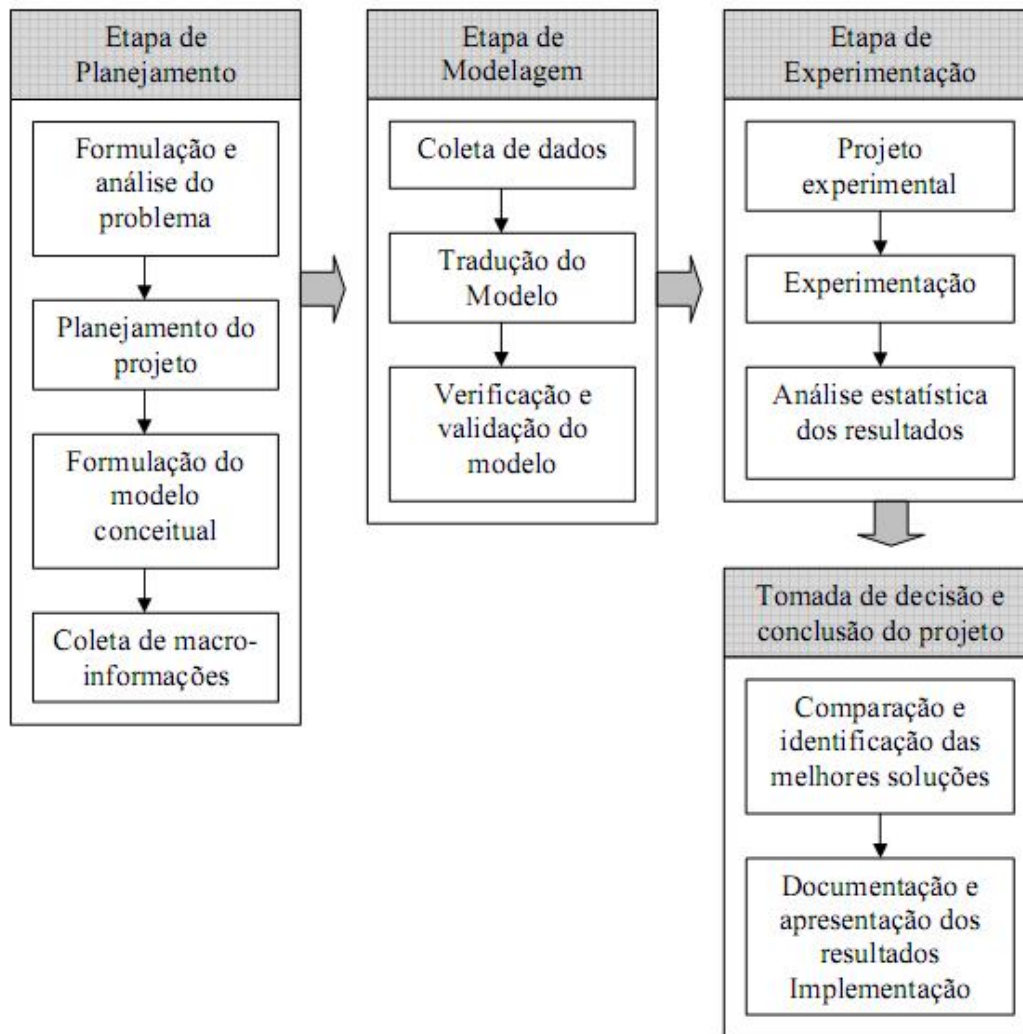 Etapa de
Planejamento
Formulação e
análise do
problema
Planejamento do
projeto
Formulação do
modelo
conceitual
Coleta de macro-
informações
Etapa de
Modelagem
Coleta de dados
Tradução do
Modelo
Verificação e
validação do
modelo
Etapa de
Experimentação
Projeto
experimental
Experimentação
Análise estatística
dos resultados
Tomada de decisão e
conclusão do projeto
Comparação e
identificação das
melhores soluções
Documentação e
apresentação dos
resultados
Implementação